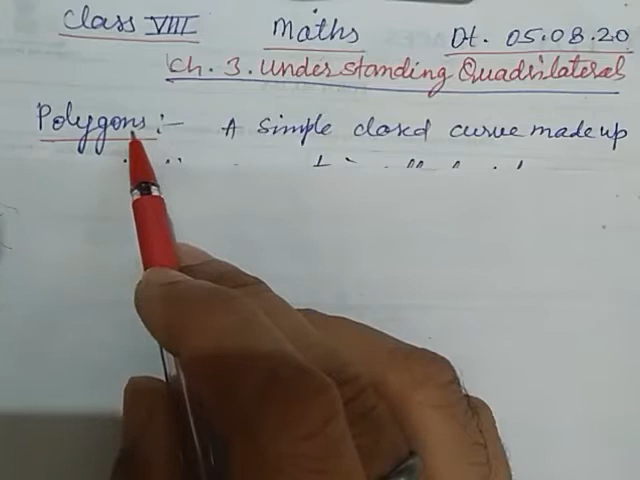 Class VIII Maths Dt. 05.08.20
Ch. 3. Understanding Quadrilateral
Polygons :- A simple closed curve made up